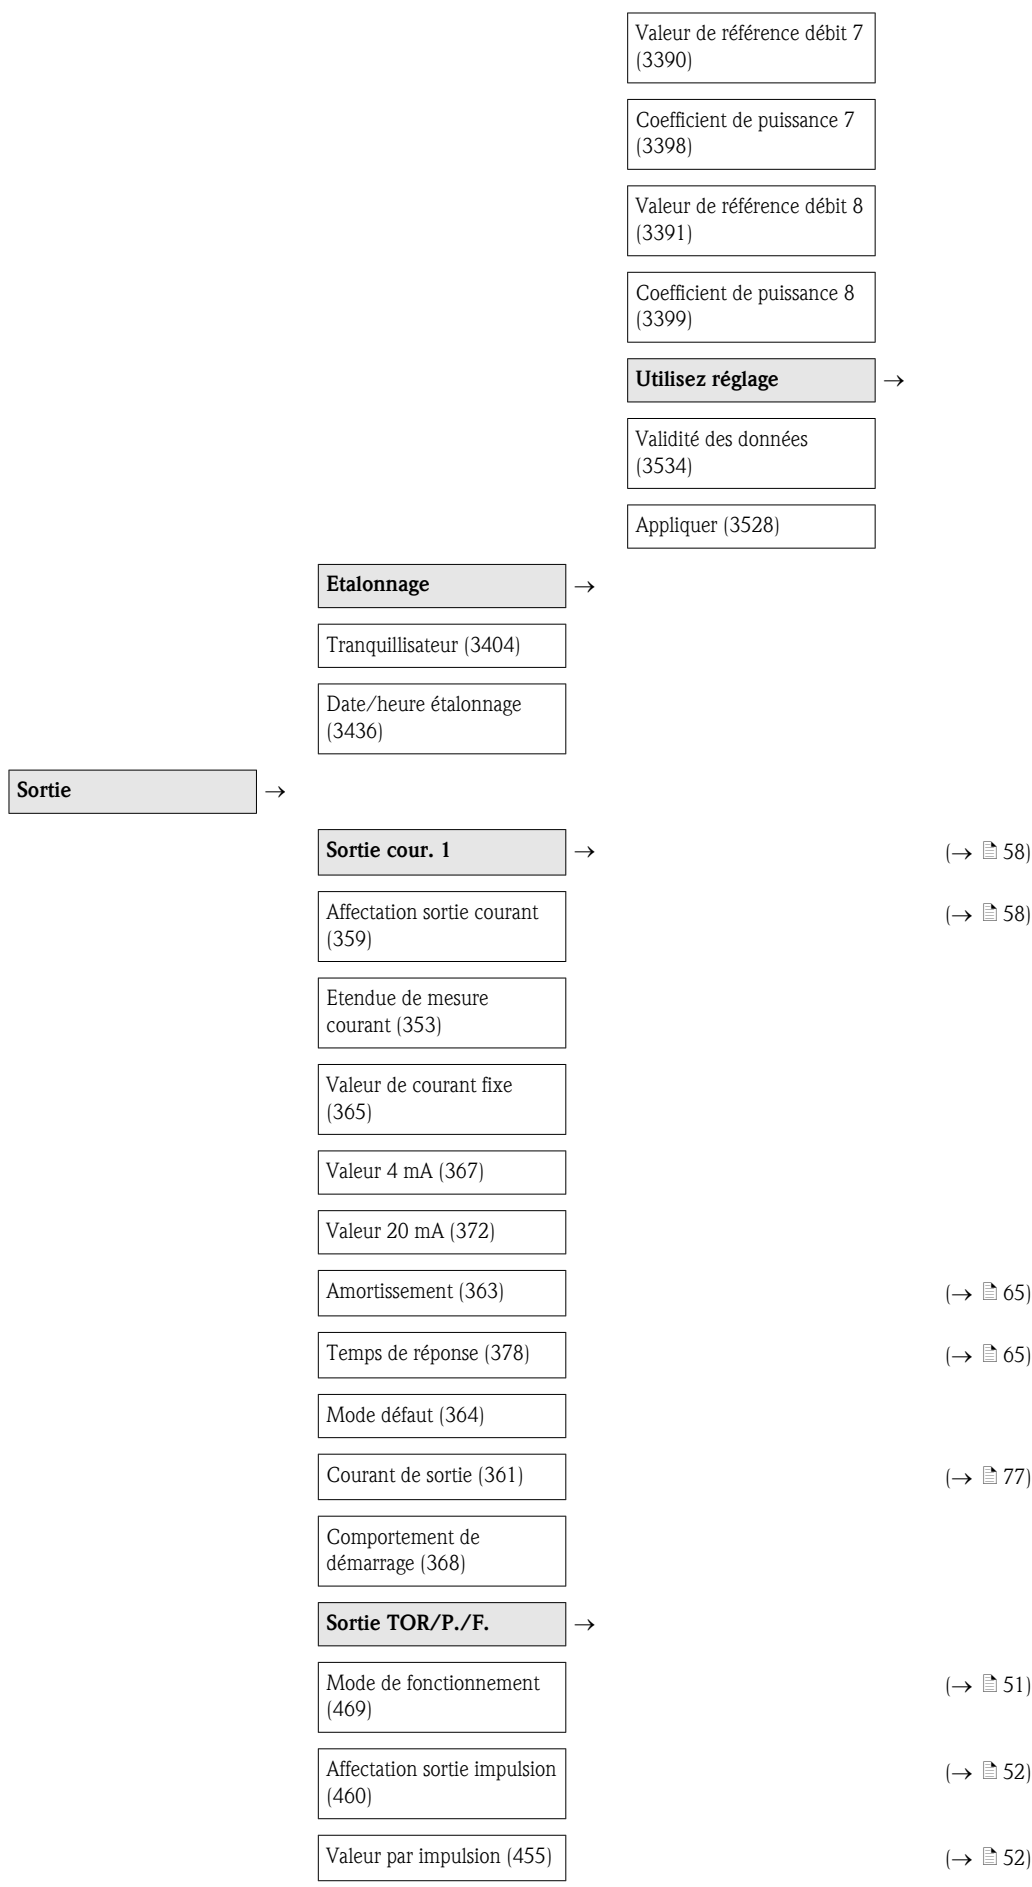 Valeur de référence débit 7
(3390)
Coefficient de puissance 7
(3398)
Valeur de référence débit 8
(3391)
Coefficient de puissance 8
(3399)
Utilisez réglage →
Validité des données
(3534)
Appliquer (3528)
Etalonnage →
Tranquillisateur (3404)
Date/heure étalonnage
(3436)
Sortie →
Sortie cour. 1 → (→ 58)
Affectation sortie courant (→ 58)
(359)
Etendue de mesure
courant (353)
Valeur de courant fixe
(365)
Valeur 4 mA (367)
Valeur 20 mA (372)
Amortissement (363) (→ 65)
Temps de réponse (378) (→ 65)
Mode défaut (364)
Courant de sortie (361) (→ 77)
Comportement de
démarrage (368)
Sortie TOR/P./F. →
Mode de fonctionnement (→ 51)
(469)
Affectation sortie impulsion (→ 52)
(460)
Valeur par impulsion (455) (→ 52)